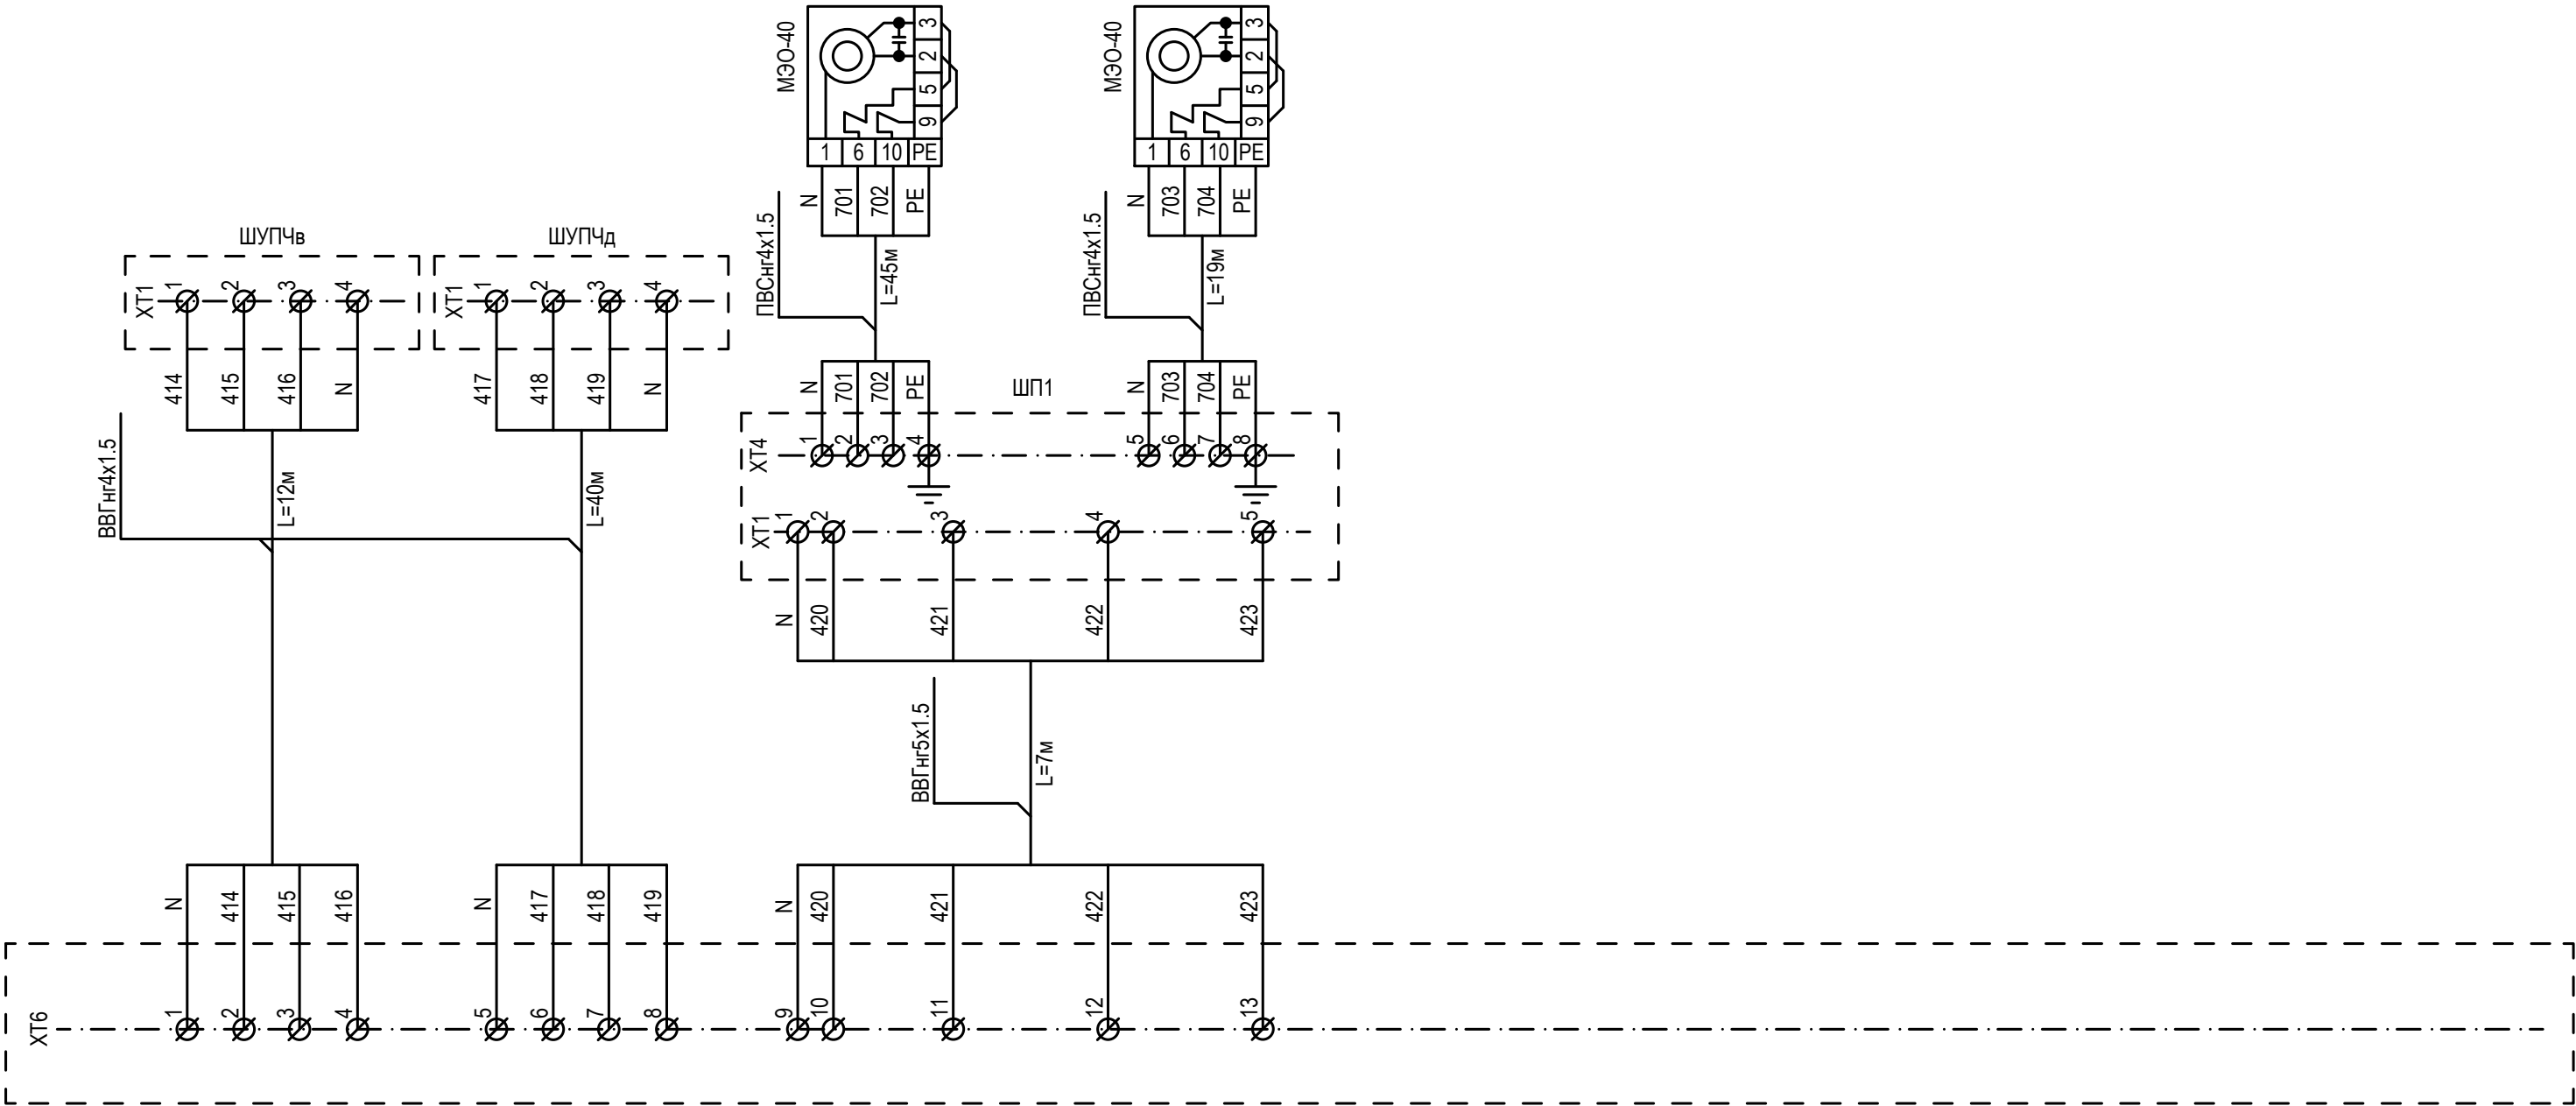 МЭО-40
3
2
5
9
1 6 10 PE
N 701 702 PE
ПВСнг4х1.5
L=45м
МЭО-40
3
2
5
9
1 6 10 PE
N 703 704 PE
ПВСнг4х1.5
L=19м
ШУПЧв
ХТ1 1 2 3 4
414 415 416 N
ШУПЧд
ХТ1 1 2 3 4
417 418 419 N
ВВГнг4х1.5
L=12м
L=40м
N 701 702 PE
ШП1
N 703 704 PE
ХТ4 1 2 3 4 5 6 7 8
ХТ1 1 2 3 4 5
N 420 421 422 423
ВВГнг5х1.5
L=7м
N 414 415 416
N 417 418 419
N 420 421 422 423
ХТ6 1 2 3 4 5 6 7 8 9 10 11 12 13